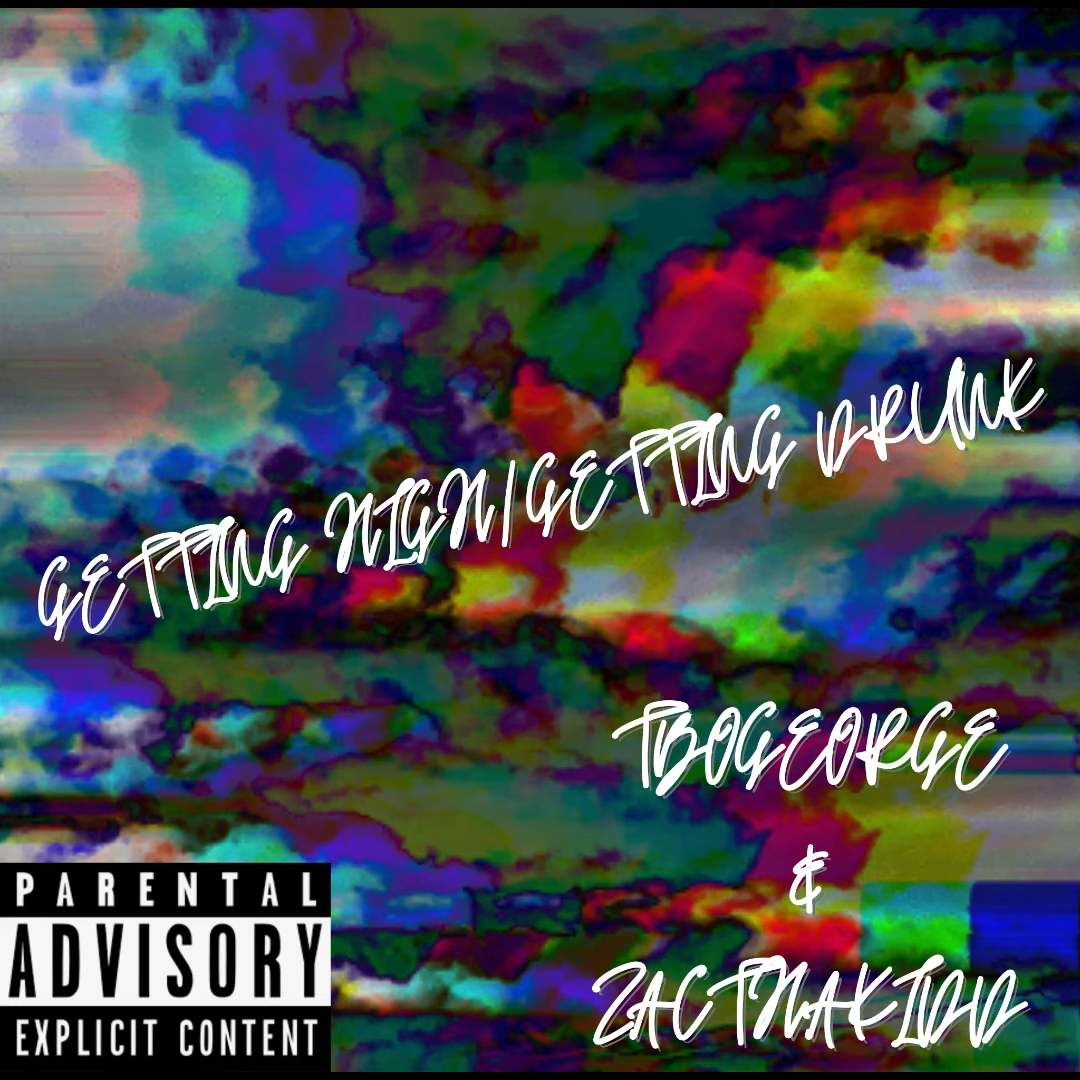 GETTING HIGH/GETTING DRUNK
TBOGEORGE
&
ZACTHAKIDD
PARENTAL
ADVISORY
EXPLICIT CONTENT